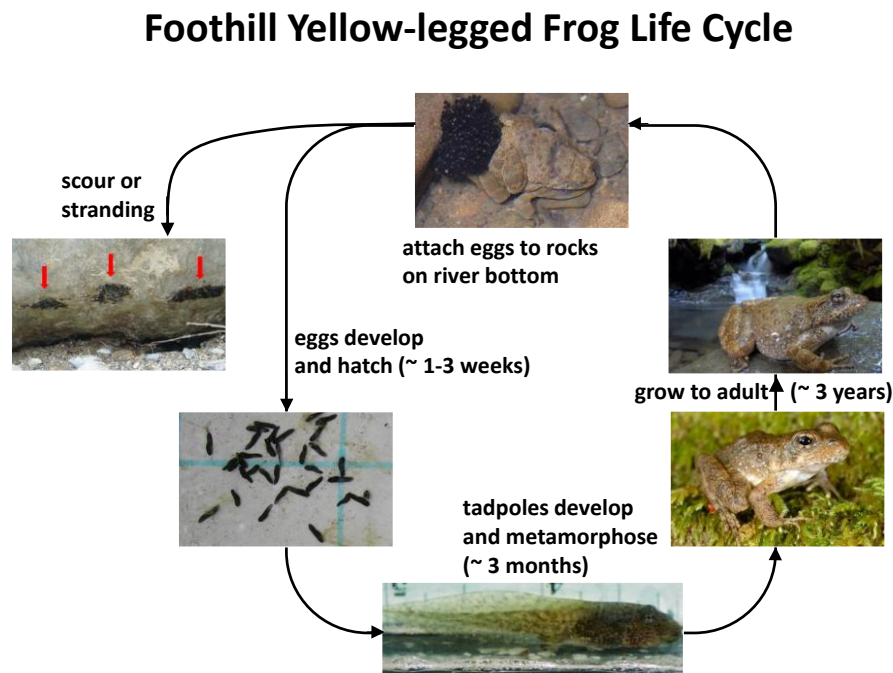 Foothill Yellow-legged Frog Life Cycle
scour or
stranding
attach eggs to rocks
on river bottom
eggs develop
and hatch (~ 1-3 weeks)
grow to adult (~ 3 years)
tadpoles develop
and metamorphose
(~ 3 months)